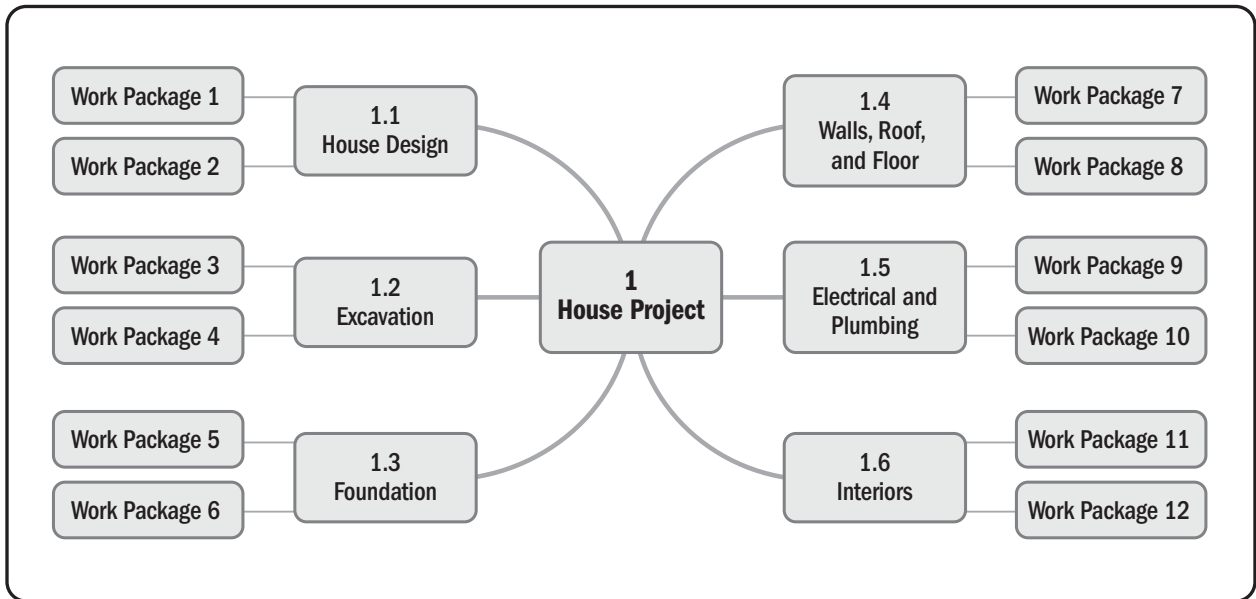 Work Package 1
Work Package 2
1.1
House Design
Work Package 3
Work Package 4
1.2
Excavation
Work Package 5
Work Package 6
1.3
Foundation
1
House Project
1.4
Walls, Roof,
and Floor
Work Package 7
Work Package 8
1.5
Electrical and
Plumbing
Work Package 9
Work Package 10
1.6
Interiors
Work Package 11
Work Package 12